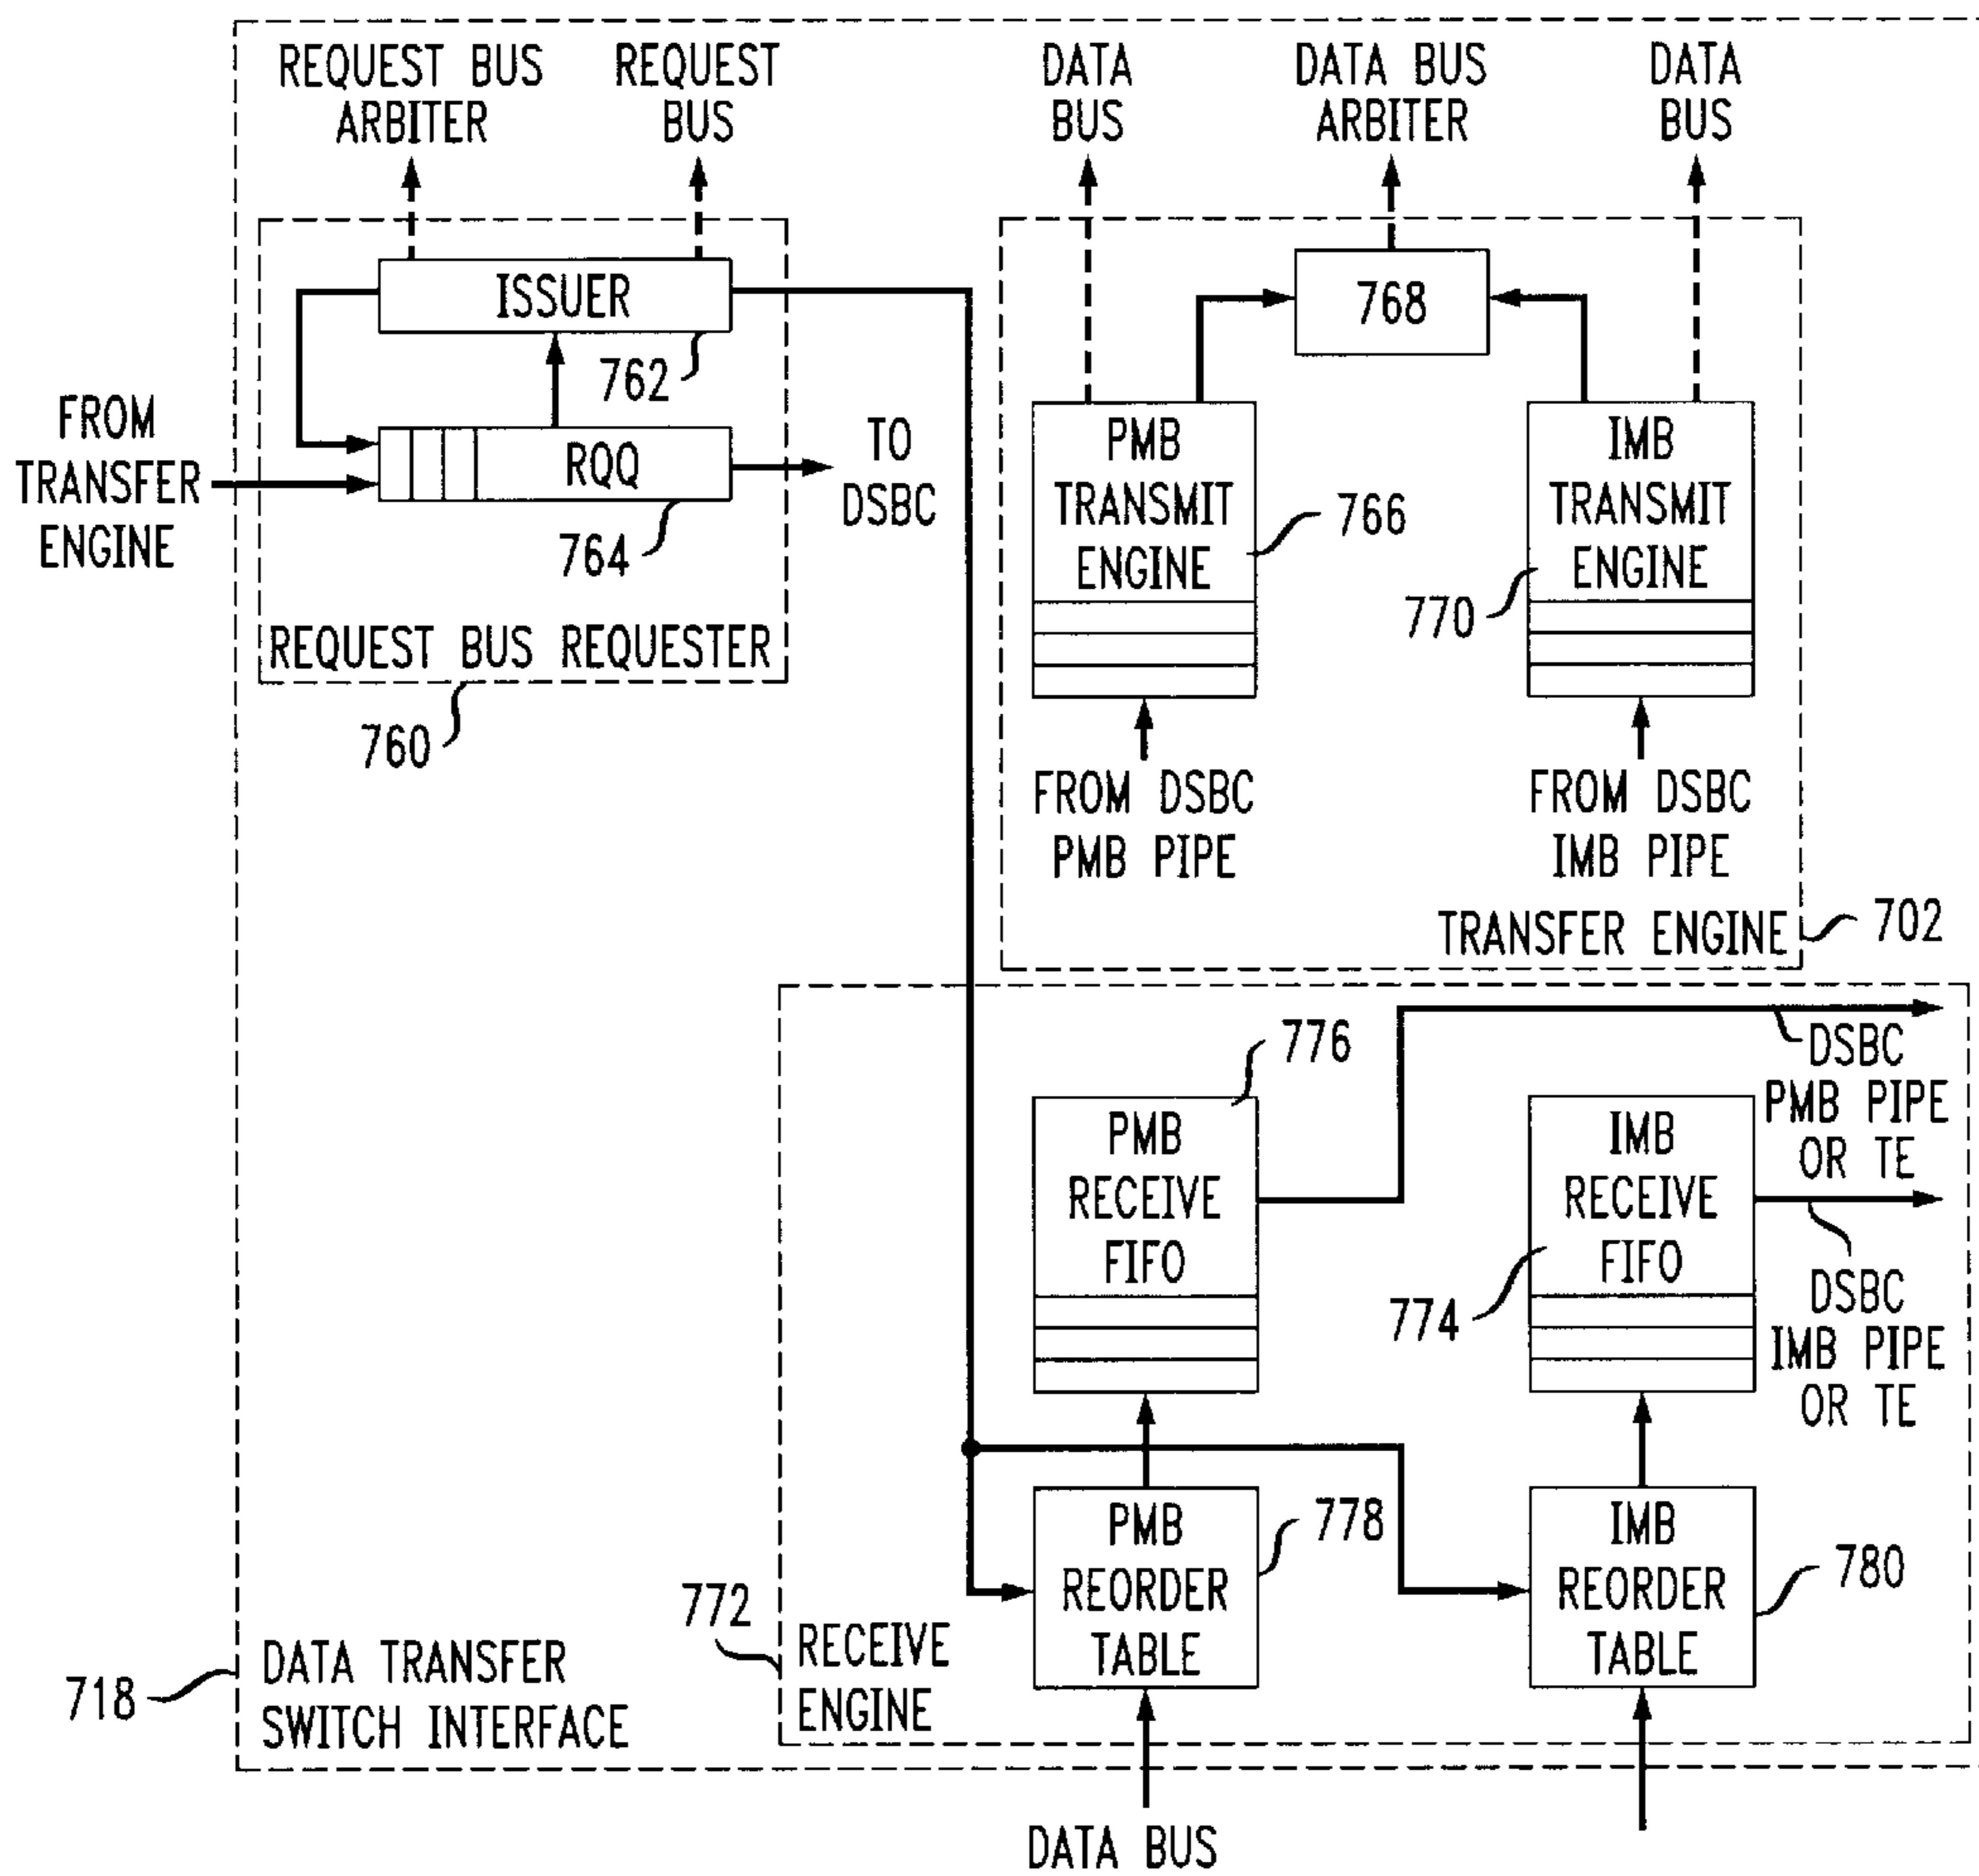 REQUEST BUS
ARBITER
REQUEST
BUS
DATA
BUS
DATA BUS
ARBITER
DATA
BUS
ISSUER
762
768
FROM
TRANSFER
ENGINE
RQQ
764
TO
DSBC
PMB
TRANSMIT
ENGINE
766
IMB
TRANSMIT
ENGINE
770
REQUEST BUS REQUESTER
760
FROM DSBC
PMB PIPE
FROM DSBC
IMB PIPE
TRANSFER ENGINE
702
776
PMB
RECEIVE
FIFO
IMB
RECEIVE
FIFO
774
DSBC
PMB PIPE
OR TE
DSBC
IMB PIPE
OR TE
PMB
REORDER
TABLE
778
IMB
REORDER
TABLE
780
772
RECEIVE
ENGINE
718
DATA TRANSFER
SWITCH INTERFACE
DATA BUS